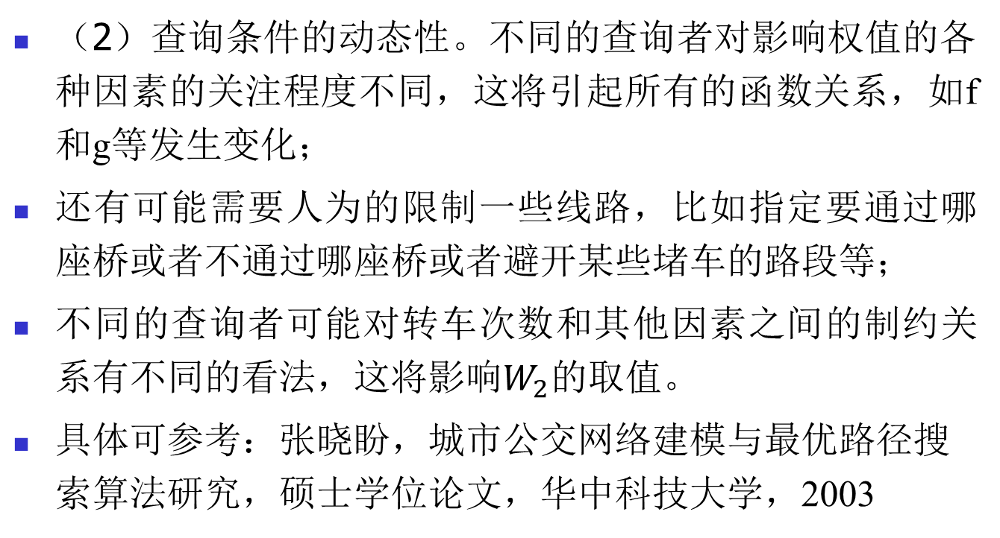 （2）查询条件的动态性。不同的查询者对影响权值的各
种因素的关注程度不同，这将引起所有的函数关系，如f
和g等发生变化；
还有可能需要人为的限制一些线路，比如指定要通过哪
座桥或者不通过哪座桥或者避开某些堵车的路段等；
不同的查询者可能对转车次数和其他因素之间的制约关
系有不同的看法，这将影响W₂的取值。
具体可参考：张晓盼，城市公交网络建模与最优路径搜
索算法研究，硕士学位论文，华中科技大学，2003